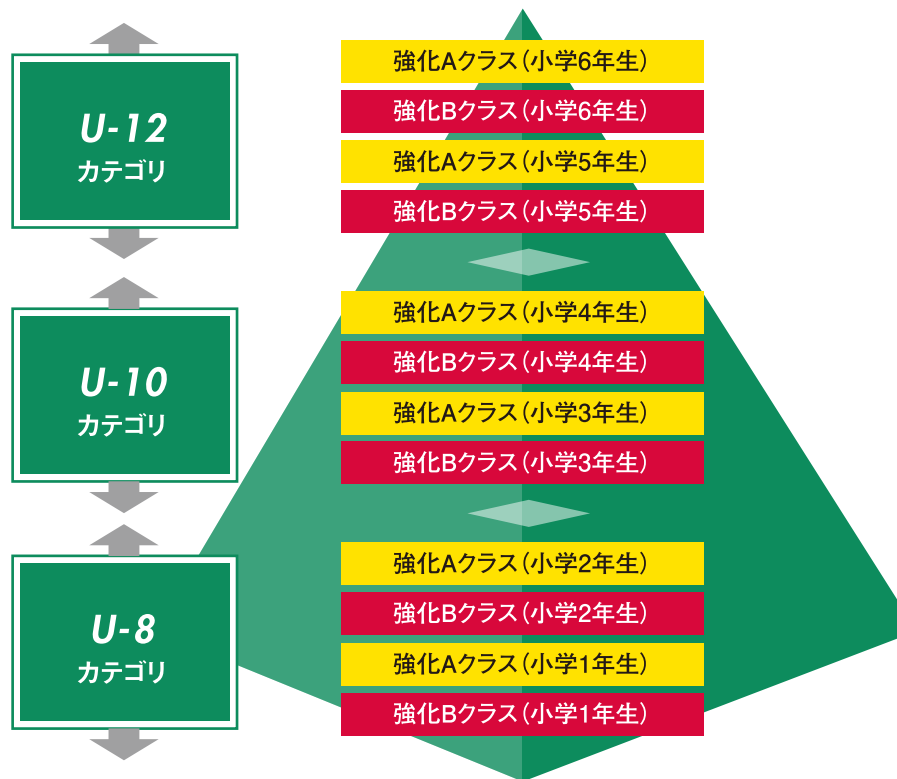 U-12
カテゴリ
強化Aクラス(小学6年生)
強化Bクラス(小学6年生)
強化Aクラス(小学5年生)
強化Bクラス(小学5年生)
U-10
カテゴリ
強化Aクラス(小学4年生)
強化Bクラス(小学4年生)
強化Aクラス(小学3年生)
強化Bクラス(小学3年生)
U-8
カテゴリ
強化Aクラス(小学2年生)
強化Bクラス(小学2年生)
強化Aクラス(小学1年生)
強化Bクラス(小学1年生)